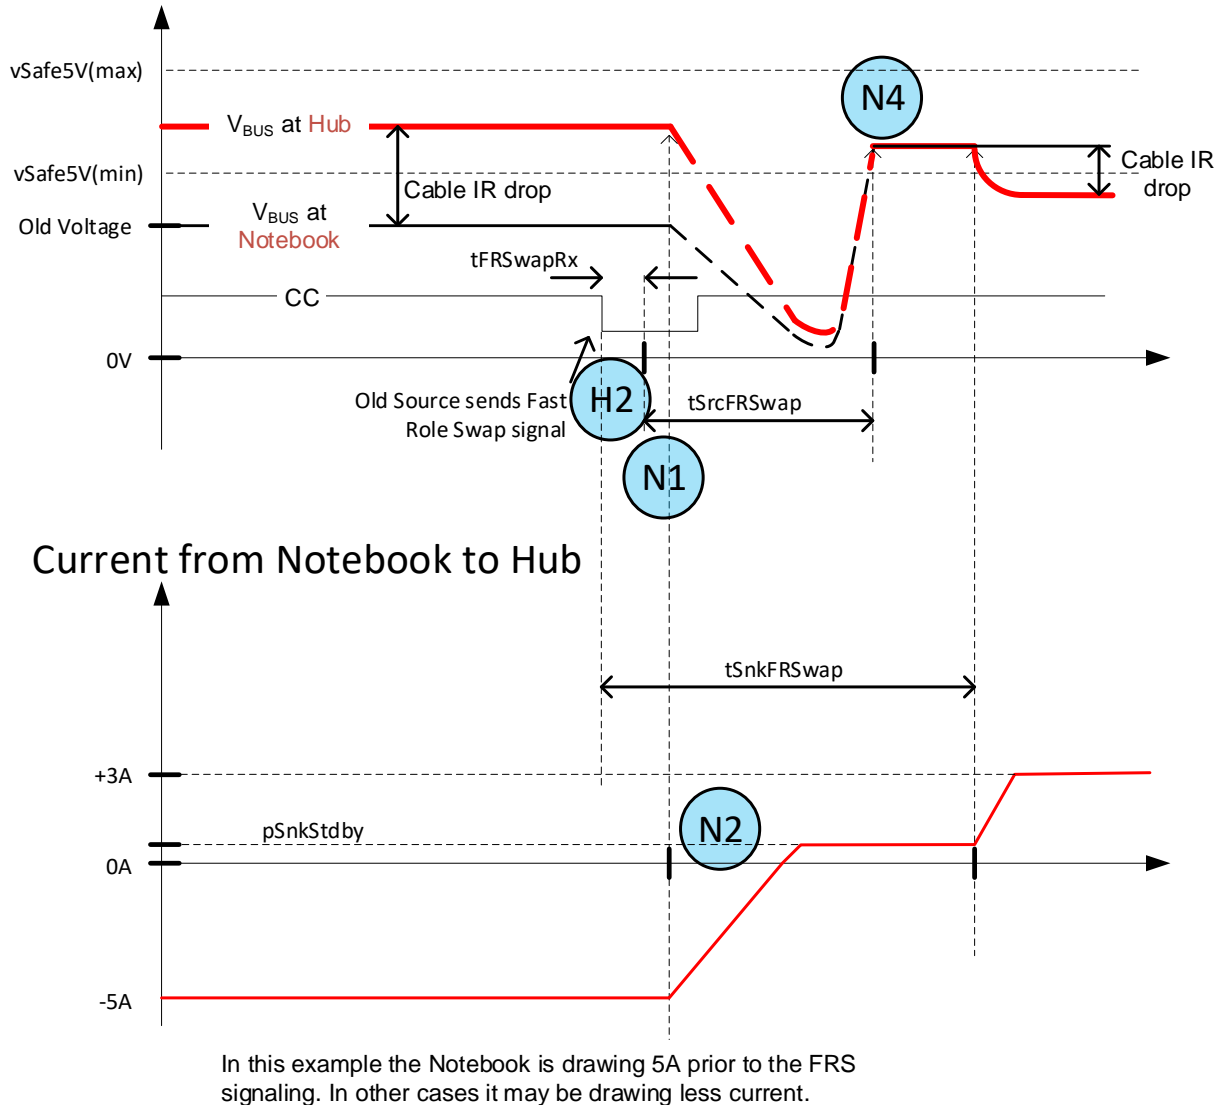 vSafe5V(max)
N4
V_BUS at Hub
Cable IR
drop
vSafe5V(min)
Cable IR drop
Old Voltage
V_BUS at
Notebook
tFRSwapRx
CC
0V
Old Source sends Fast
Role Swap signal
H2
tSrcFRSwap
N1
Current from Notebook to Hub
tSnkFRSwap
+3A
pSnkStdby
N2
0A
-5A
In this example the Notebook is drawing 5A prior to the FRS
signaling. In other cases it may be drawing less current.